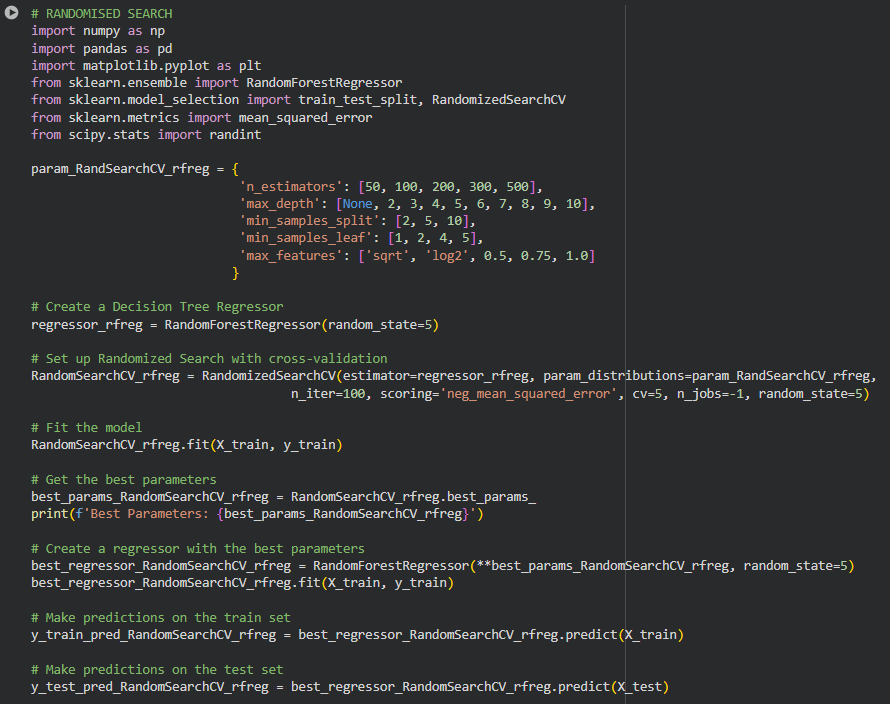 # RANDOMISED SEARCH
import numpy as np
import pandas as pd
import matplotlib.pyplot as plt
from sklearn.ensemble import RandomForestRegressor
from sklearn.model_selection import train_test_split, RandomizedSearchCV
from sklearn.metrics import mean_squared_error
from scipy.stats import randint

param_RandSearchCV_rfreg = {
                            'n_estimators': [50, 100, 200, 300, 500],
                            'max_depth': [None, 2, 3, 4, 5, 6, 7, 8, 9, 10],
                            'min_samples_split': [2, 5, 10],
                            'min_samples_leaf': [1, 2, 4, 5],
                            'max_features': ['sqrt', 'log2', 0.5, 0.75, 1.0]
                           }

# Create a Decision Tree Regressor
regressor_rfreg = RandomForestRegressor(random_state=5)

# Set up Randomized Search with cross-validation
RandomSearchCV_rfreg = RandomizedSearchCV(estimator=regressor_rfreg, param_distributions=param_RandSearchCV_rfreg,
                                   n_iter=100, scoring='neg_mean_squared_error', cv=5, n_jobs=-1, random_state=5)

# Fit the model
RandomSearchCV_rfreg.fit(X_train, y_train)

# Get the best parameters
best_params_RandomSearchCV_rfreg = RandomSearchCV_rfreg.best_params_
print(f'Best Parameters: {best_params_RandomSearchCV_rfreg}')

# Create a regressor with the best parameters
best_regressor_RandomSearchCV_rfreg = RandomForestRegressor(**best_params_RandomSearchCV_rfreg, random_state=5)
best_regressor_RandomSearchCV_rfreg.fit(X_train, y_train)

# Make predictions on the train set
y_train_pred_RandomSearchCV_rfreg = best_regressor_RandomSearchCV_rfreg.predict(X_train)

# Make predictions on the test set
y_test_pred_RandomSearchCV_rfreg = best_regressor_RandomSearchCV_rfreg.predict(X_test)